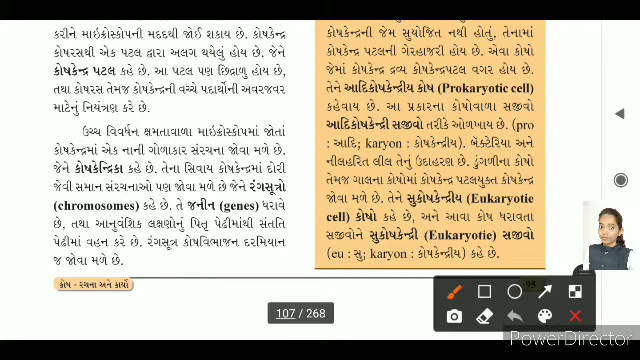 કરીને માઇક્રોસ્કોપની મદદથી જોઈ શકાય છે. કોષકેન્દ્ર
કોષરસથી એક પટલ દ્વારા અલગ થયેલું હોય છે. જેને
કોષકેન્દ્ર પટલ કહે છે. આ પટલ પણ છિદ્રાળુ હોય છે,
તથા કોષરસ તેમજ કોષકેન્દ્રની વચ્ચે પદાર્થોની અવરજવર
માટેનું નિયંત્રણ કરે છે.
ઉચ્ચ વિવર્ધન ક્ષમતાવાળા માઇક્રોસ્કોપમાં જોતાં
કોષકેન્દ્રમાં એક નાની ગોળાકાર સંરચના જોવા મળે છે.
જેને કોષકેન્દ્રિકા કહે છે. તેના સિવાય કોષકેન્દ્રમાં દોરી
જેવી સમાન સંરચનાઓ પણ જોવા મળે છે જેને રંગસૂત્રો
(chromosomes) કહે છે. તે જનીન (genes) ધરાવે
છે, તથા આનુવંશિક લક્ષણોનું પિતૃ પેઢીમાંથી સંતતિ
પેઢીમાં વહન કરે છે. રંગસૂત્ર કોષવિભાજન દરમિયાન
જ જોવા મળે છે.
કોષ - રચના અને કાર્યો
કોષકેન્દ્રની જેમ સુયોજિત નથી હોતું, તેનામાં
કોષકેન્દ્ર પટલની ગેરહાજરી હોય છે. એવા કોષો
જેમાં કોષકેન્દ્ર દ્રવ્ય કોષકેન્દ્રપટલ વગર હોય છે.
તેને આદિકોષકેન્દ્રીય કોષ (Prokaryotic cell)
કહેવાય છે. આ પ્રકારના કોષોવાળા સજીવો
આદિકોષકેન્દ્રી સજીવો તરીકે ઓળખાય છે. (pro
: આદિ; karyon : કોષકેન્દ્રીય). બૅક્ટેરિયા અને
નીલહરિત લીલ તેનું ઉદાહરણ છે. ડુંગળીના કોષો
તેમજ ગાલના કોષોમાં કોષકેન્દ્ર પટલયુક્ત કોષકેન્દ્ર
જોવા મળે છે. તેને સુકોષકેન્દ્રીય (Eukaryotic
cell) કોષો કહે છે, અને આવા કોષ ધરાવતા
સજીવોને સુકોષકેન્દ્રી (Eukaryotie) સજીવો
(eu : સુ; karyon : કોષકેન્દ્રીય) કહે છે.
95
107 / 268
PowerDirector